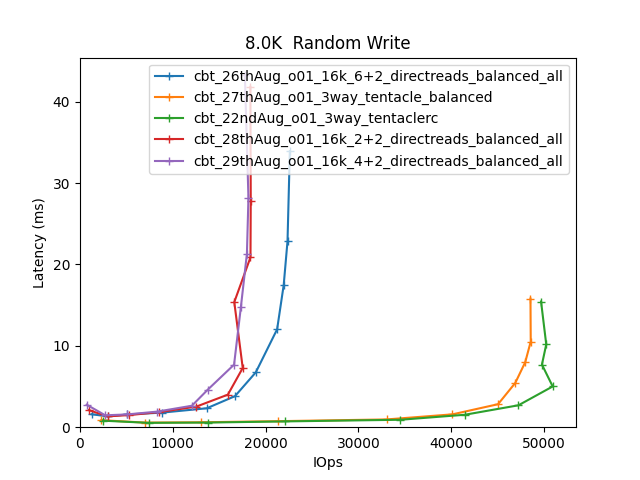 8.0K  Random Write
cbt_26thAug_o01_16k_6+2_directreads_balanced_all
cbt_27thAug_o01_3way_tentacle_balanced
cbt_22ndAug_o01_3way_tentaclerc
cbt_28thAug_o01_16k_2+2_directreads_balanced_all
cbt_29thAug_o01_16k_4+2_directreads_balanced_all
Latency (ms)
40
30
20
10
0
0 10000 20000 30000 40000 50000
IOps